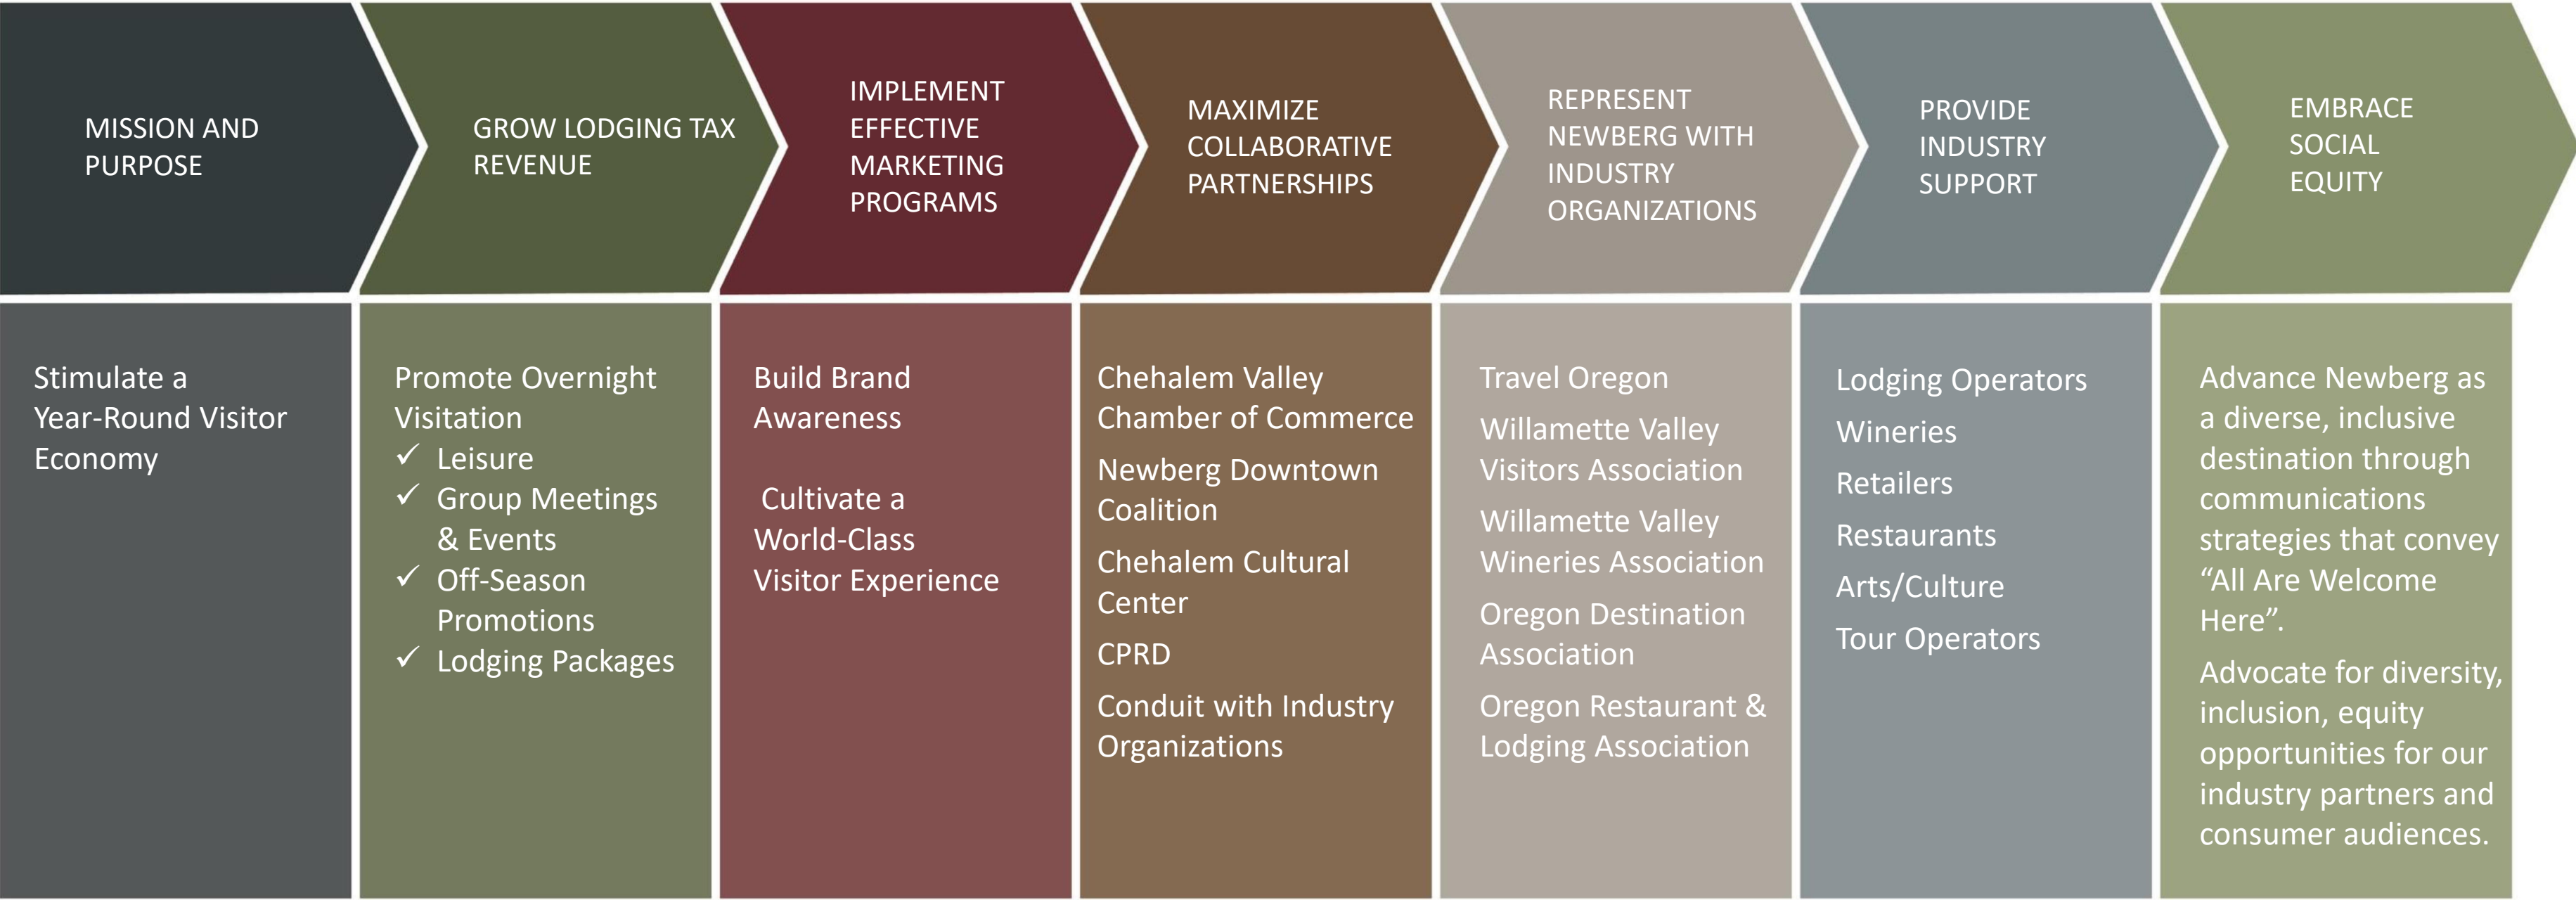 MISSION AND
PURPOSE
GROW LODGING TAX
REVENUE
IMPLEMENT
EFFECTIVE
MARKETING
PROGRAMS
MAXIMIZE
COLLABORATIVE
PARTNERSHIPS
REPRESENT
NEWBERG WITH
INDUSTRY
ORGANIZATIONS
PROVIDE
INDUSTRY
SUPPORT
EMBRACE
SOCIAL
EQUITY
Stimulate a
Year-Round Visitor
Economy
Promote Overnight
Visitation
✓ Leisure
✓ Group Meetings
& Events
✓ Off-Season
Promotions
✓ Lodging Packages
Build Brand
Awareness
Cultivate a
World-Class
Visitor Experience
Chehalem Valley
Chamber of Commerce
Newberg Downtown
Coalition
Chehalem Cultural
Center
CPRD
Conduit with Industry
Organizations
Travel Oregon
Willamette Valley
Visitors Association
Willamette Valley
Wineries Association
Oregon Destination
Association
Oregon Restaurant &
Lodging Association
Lodging Operators
Wineries
Retailers
Restaurants
Arts/Culture
Tour Operators
Advance Newberg as
a diverse, inclusive
destination through
communications
strategies that convey
“All Are Welcome
Here”.
Advocate for diversity,
inclusion, equity
opportunities for our
industry partners and
consumer audiences.